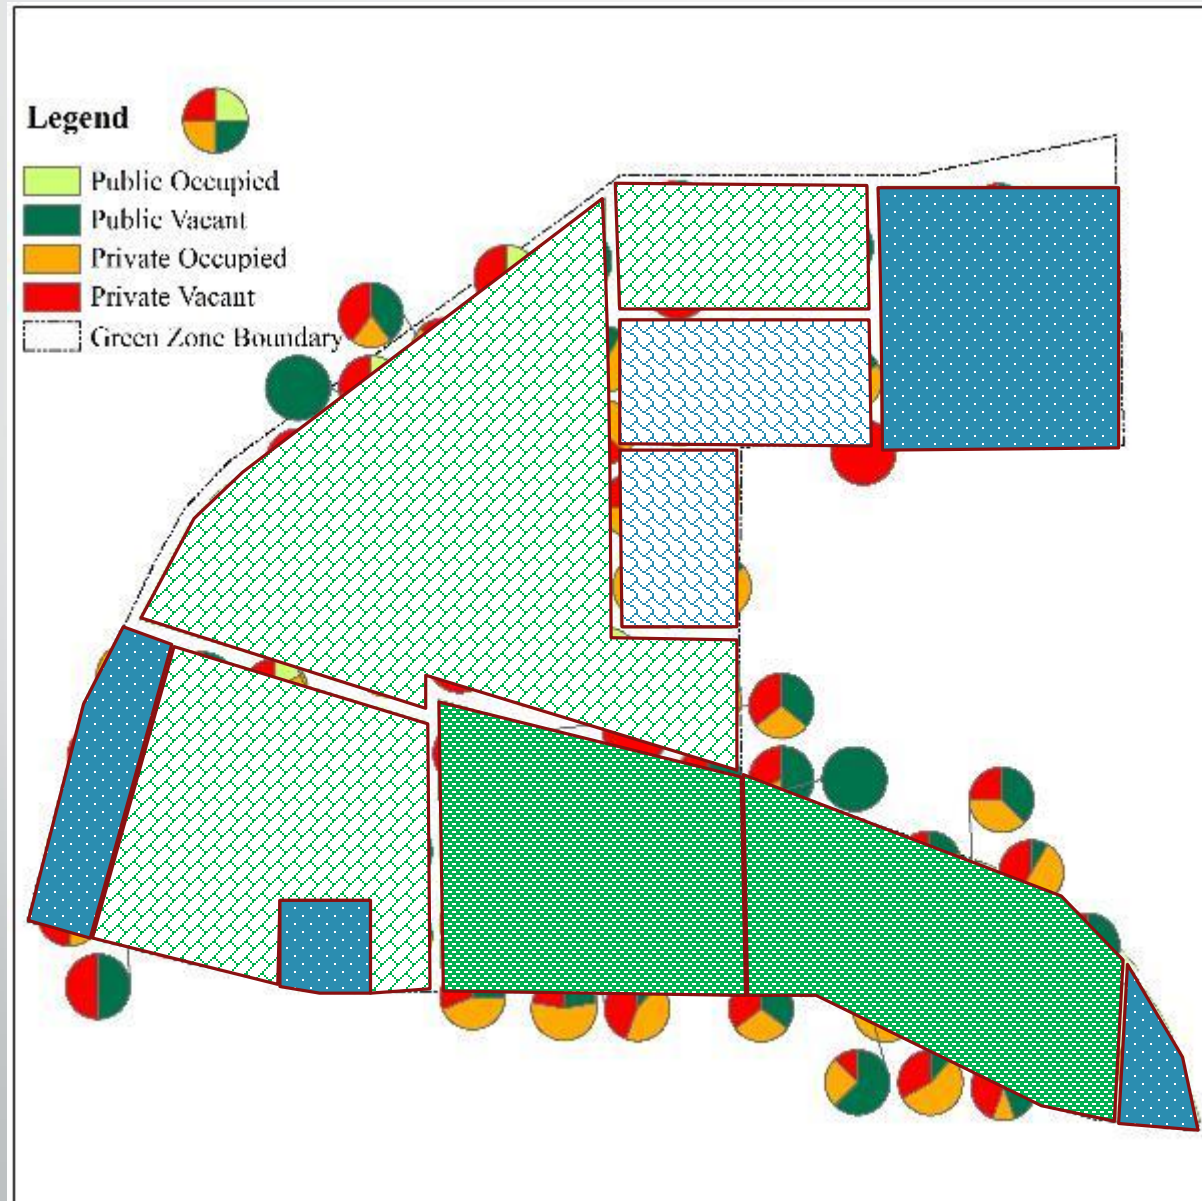 Legend
Public Occupied
Public Vacant
Private Occupied
Private Vacant
Green Zone Boundary